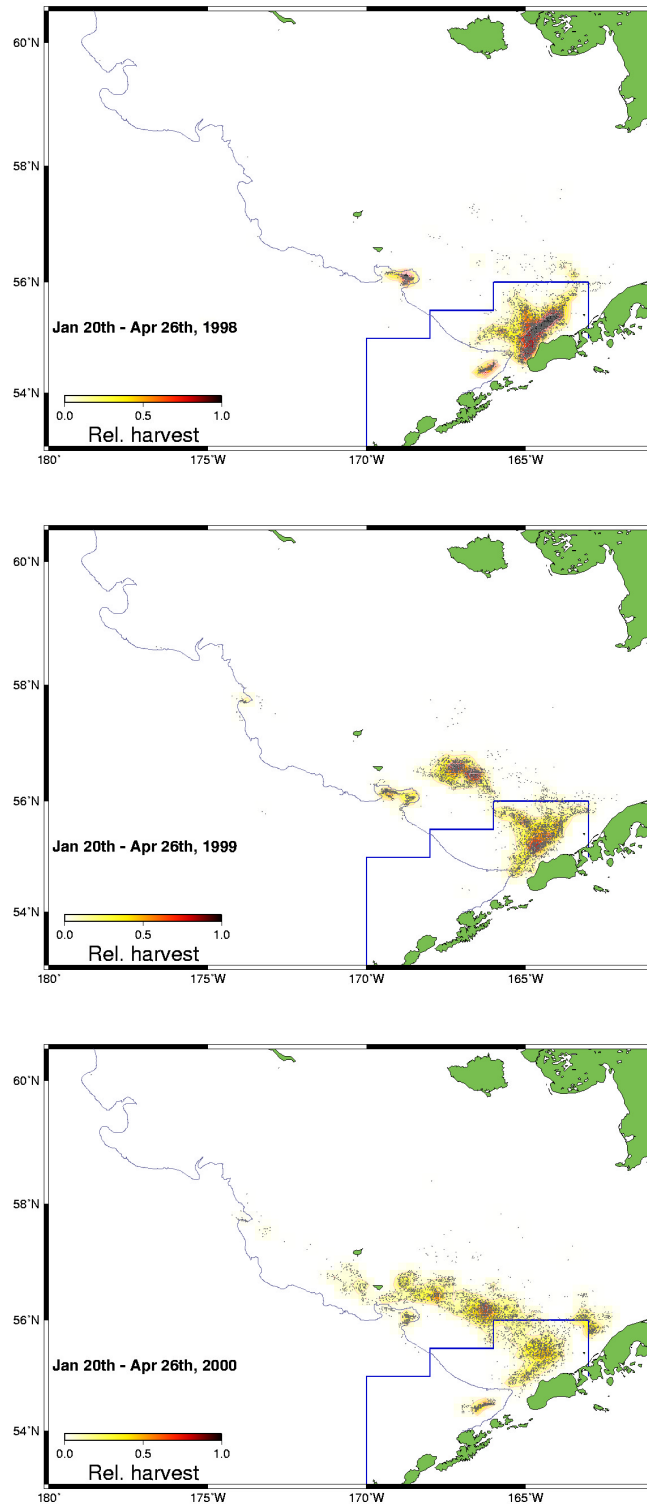 60˚N
58˚N
56˚N
Jan 20th - Apr 26th, 1998
54˚N
0.0 0.5 1.0
Rel. harvest
180˚ 175˚W 170˚W 165˚W
60˚N
58˚N
56˚N
Jan 20th - Apr 26th, 1999
54˚N
0.0 0.5 1.0
Rel. harvest
180˚ 175˚W 170˚W 165˚W
60˚N
58˚N
56˚N
Jan 20th - Apr 26th, 2000
54˚N
0.0 0.5 1.0
Rel. harvest
180˚ 175˚W 170˚W 165˚W